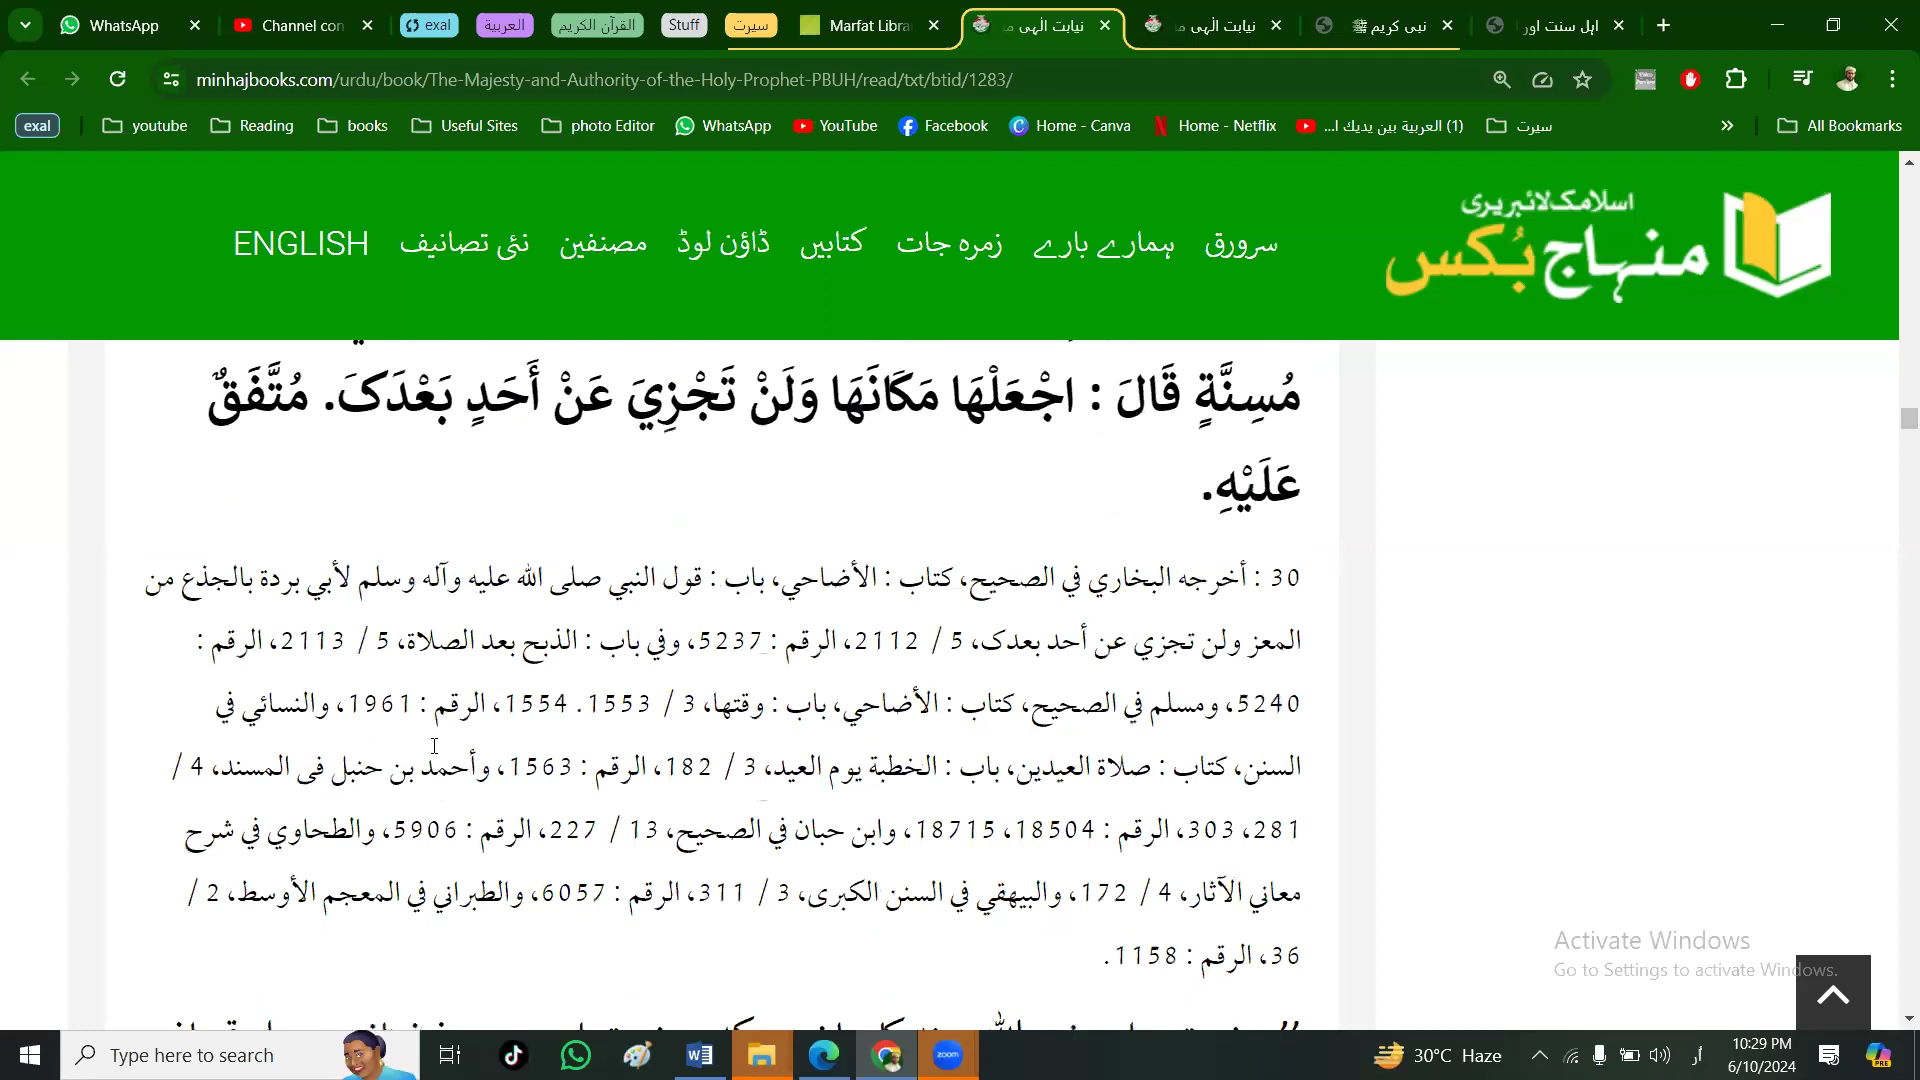 WhatsApp
Channel con
exal
العربية
القرآن الكريم
Stuff
سیرت
Marfat Libra
نیابت الٰہی م
نیابت الٰہی م
نبی کریم ﷺ
اہل سنت اور
minhajbooks.com/urdu/book/The-Majesty-and-Authority-of-the-Holy-Prophet-PBUH/read/txt/btid/1283/
exal
youtube
Reading
books
Useful Sites
photo Editor
WhatsApp
YouTube
Facebook
Home - Canva
Home - Netflix
(1) العربية بين يديك ا...
سیرت
All Bookmarks
اسلامک لائبریری
منہاج بُکس
سرورق
ہمارے بارے
زمرہ جات
کتابیں
ڈاؤن لوڈ
مصنفین
نئی تصانیف
ENGLISH
مُسِنَّةٍ قَالَ : اجْعَلْهَا مَکَانَهَا وَلَنْ تَجْزِيَ عَنْ أَحَدٍ بَعْدَکَ. مُتَّفَقٌ
عَلَيْهِ.
30 : أخرجه البخاري في الصحيح، کتاب : الأضاحي، باب : قول النبي صلی الله عليه وآله وسلم لأبي بردة بالجذع من
المعز ولن تجزي عن أحد بعدک، 5 / 2112، الرقم : 5237، وفي باب : الذبح بعد الصلاة، 5 / 2113، الرقم :
5240، ومسلم في الصحيح، کتاب : الأضاحي، باب : وقتها، 3 / 1553. 1554، الرقم : 1961، والنسائي في
السنن، کتاب : صلاة العيدين، باب : الخطبة يوم العيد، 3 / 182، الرقم : 1563، وأحمد بن حنبل فی المسند، 4 /
281، 303، الرقم : 18504، 18715، وابن حبان في الصحيح، 13 / 227، الرقم : 5906، والطحاوي في شرح
معاني الآثار، 4 / 172، والبيهقي في السنن الکبری، 3 / 311، الرقم : 6057، والطبراني في المعجم الأوسط، 2 /
36، الرقم : 1158.
Activate Windows
Go to Settings to activate Windows.
Type here to search
zoom
30°C Haze
أر
10:29 PM
6/10/2024
PRE